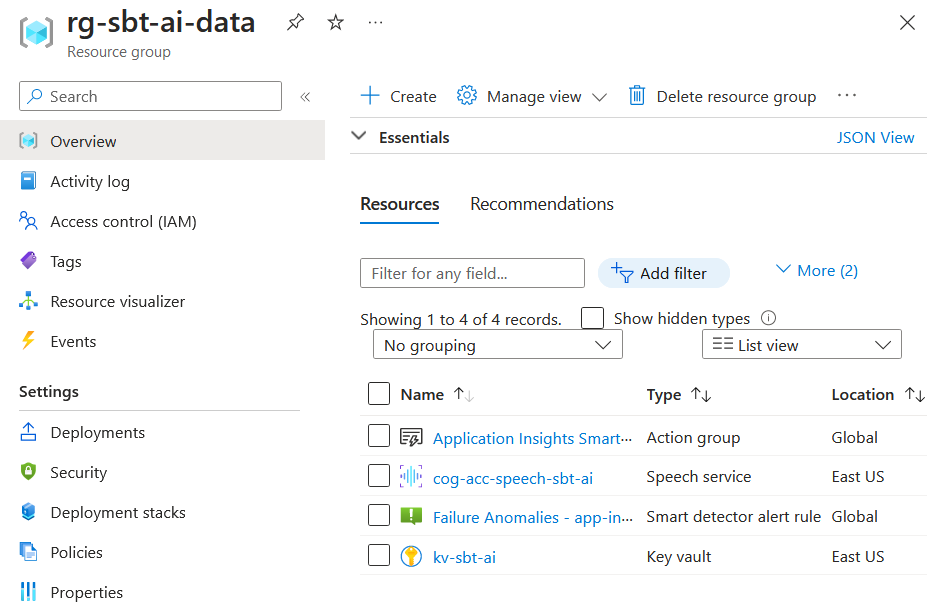 rg-sbt-ai-data
Resource group
Search
Overview
Activity log
Access control (IAM)
Tags
Resource visualizer
Events
Settings
Deployments
Security
Deployment stacks
Policies
Properties
Create Manage view Delete resource group
Essentials JSON View
Resources Recommendations
Filter for any field... Add filter More (2)
Showing 1 to 4 of 4 records. Show hidden types
No grouping List view
Name Type Location
Application Insights Smart··· Action group Global
cog-acc-speech-sbt-ai Speech service East US
Failure Anomalies - app-in... Smart detector alert rule Global
kv-sbt-ai Key vault East US